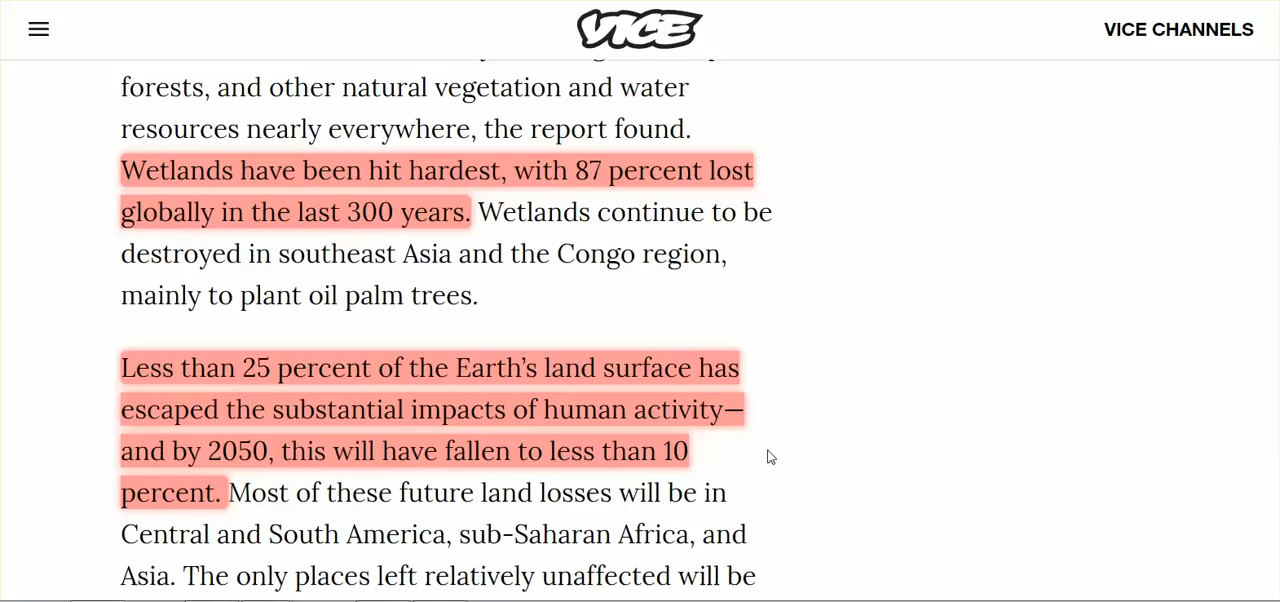 VICE
VICE CHANNELS
forests, and other natural vegetation and water
resources nearly everywhere, the report found.
Wetlands have been hit hardest, with 87 percent lost
globally in the last 300 years. Wetlands continue to be
destroyed in southeast Asia and the Congo region,
mainly to plant oil palm trees.
Less than 25 percent of the Earth’s land surface has
escaped the substantial impacts of human activity—
and by 2050, this will have fallen to less than 10
percent. Most of these future land losses will be in
Central and South America, sub-Saharan Africa, and
Asia. The only places left relatively unaffected will be